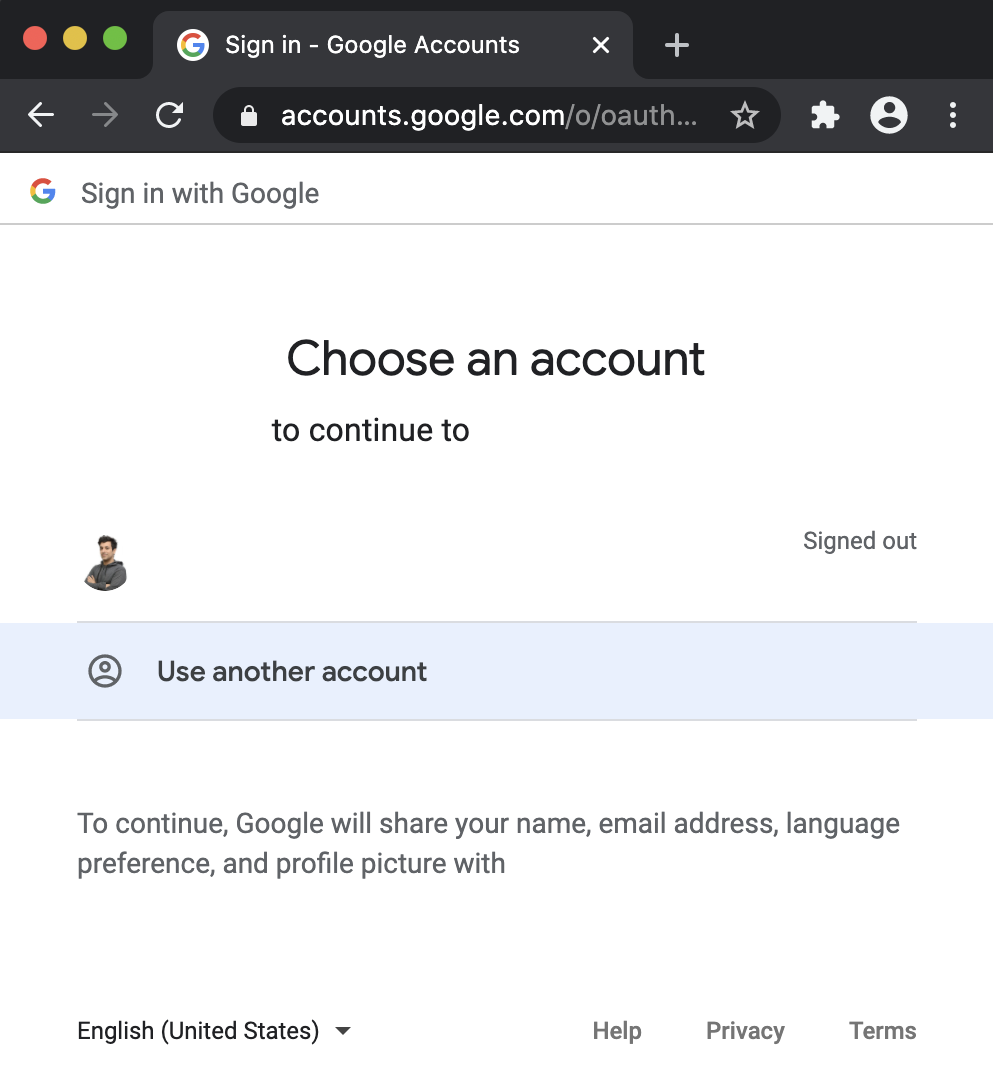 Sign in - Google Accounts
accounts.google.com/o/oauth...
Sign in with Google
Choose an account
to continue to
Signed out
Use another account
To continue, Google will share your name, email address, language
preference, and profile picture with
English (United States)
Help Privacy Terms